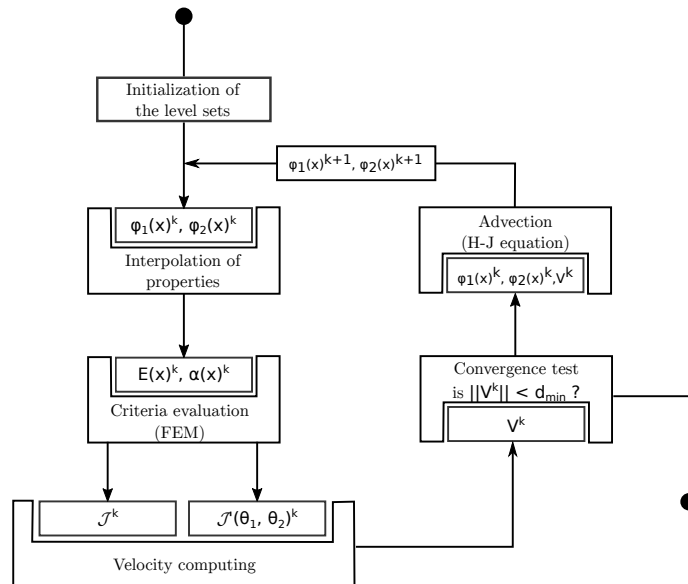 Initialization of
the level sets
φ₁(x)ᵏ⁺¹, φ₂(x)ᵏ⁺¹
φ₁(x)ᵏ, φ₂(x)ᵏ
Interpolation of
properties
Advection
(H-J equation)
φ₁(x)ᵏ, φ₂(x)ᵏ,Vᵏ
E(x)ᵏ, α(x)ᵏ
Criteria evaluation
(FEM)
Convergence test
is ||Vᵏ|| < d_min ?
Vᵏ
𝒥ᵏ
𝒥'(θ₁, θ₂)ᵏ
Velocity computing